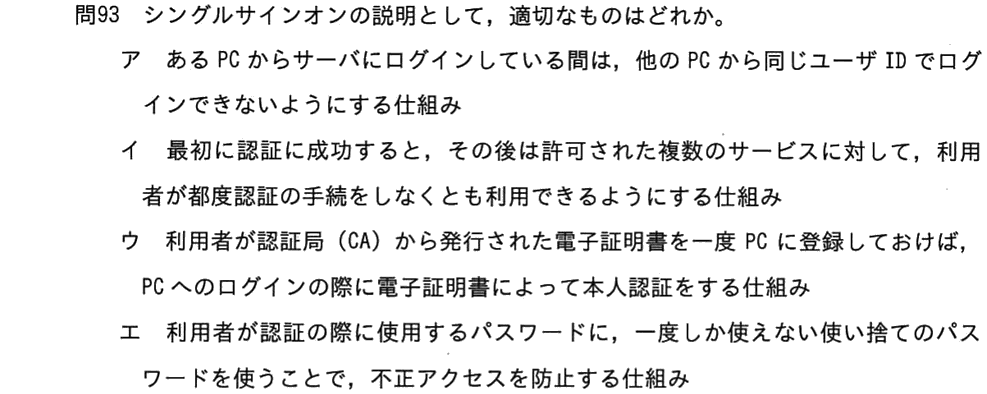 問93 シングルサインオンの説明として，適切なものはどれか。
ア あるPCからサーバにログインしている間は，他のPCから同じユーザIDでログ
インできないようにする仕組み
イ 最初に認証に成功すると，その後は許可された複数のサービスに対して，利用
者が都度認証の手続をしなくとも利用できるようにする仕組み
ウ 利用者が認証局（CA）から発行された電子証明書を一度PCに登録しておけば，
PCへのログインの際に電子証明書によって本人認証をする仕組み
エ 利用者が認証の際に使用するパスワードに，一度しか使えない使い捨てのパス
ワードを使うことで，不正アクセスを防止する仕組み